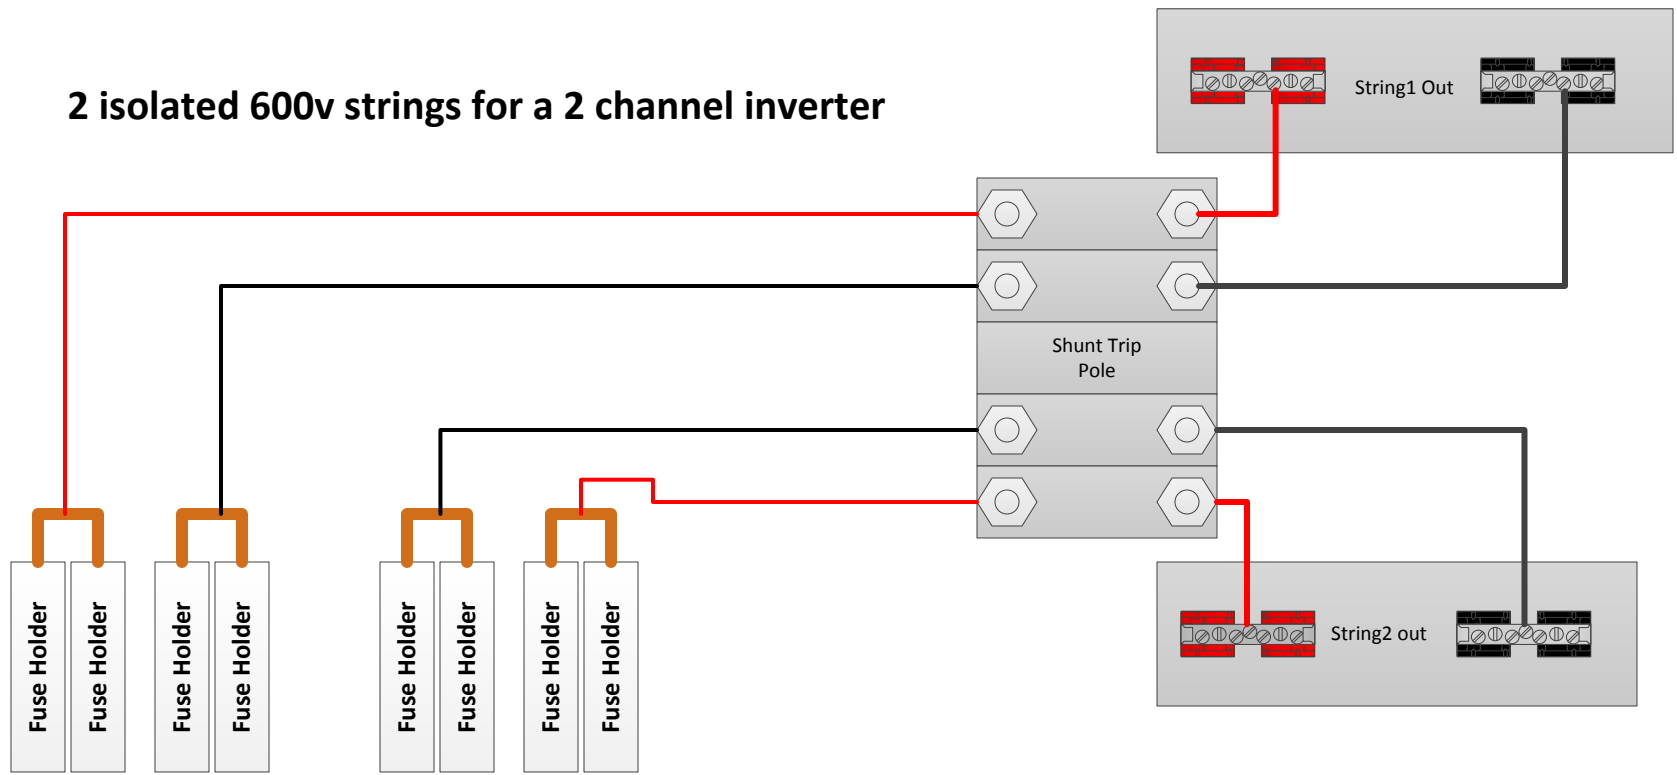 2 isolated 600v strings for a 2 channel inverter
String1 Out
Shunt Trip
Pole
String2 out
Fuse Holder
Fuse Holder
Fuse Holder
Fuse Holder
Fuse Holder
Fuse Holder
Fuse Holder
Fuse Holder